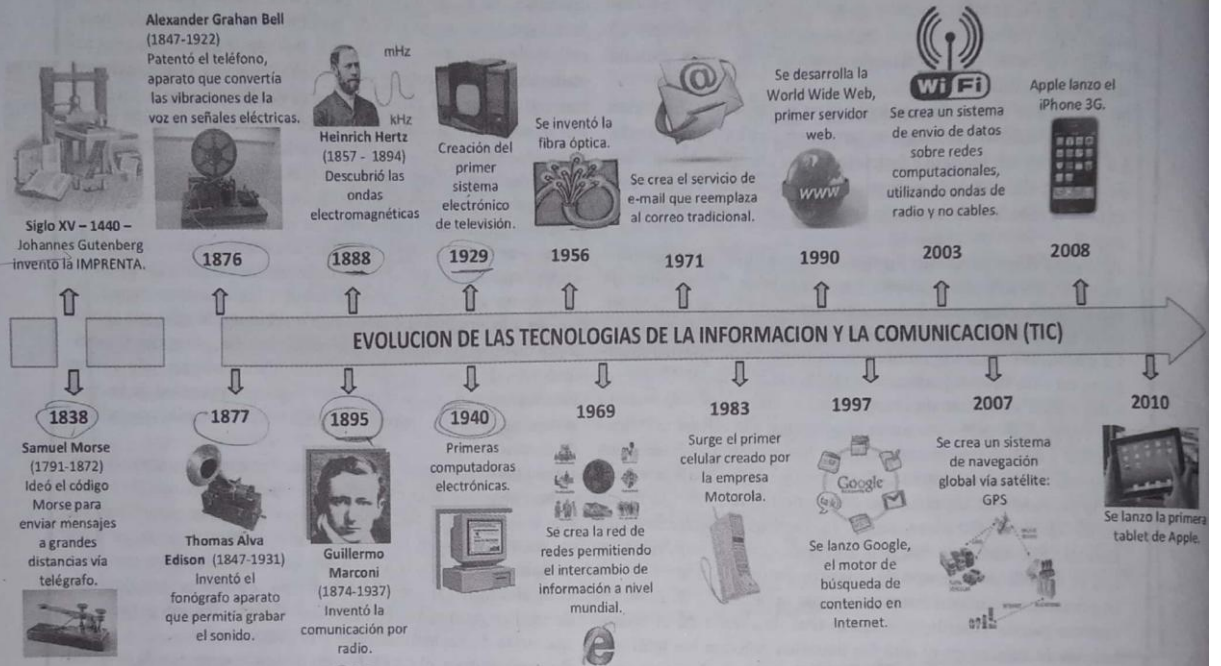 Alexander Grahan Bell
(1847-1922)
Patentó el teléfono,
aparato que convertía
las vibraciones de la
voz en señales eléctricas.
mHz
kHz
Heinrich Hertz
(1857 - 1894)
Descubrió las
ondas
electromagnéticas
Creación del
primer
sistema
electrónico
de televisión.
Se inventó la
fibra óptica.
@
Se crea el servicio de
e-mail que reemplaza
al correo tradicional.
Se desarrolla la
World Wide Web,
primer servidor
web.
www
Wi Fi
Se crea un sistema
de envio de datos
sobre redes
computacionales,
utilizando ondas de
radio y no cables.
Apple lanzo el
iPhone 3G.
Siglo XV – 1440 –
Johannes Gutenberg
invento la IMPRENTA.
1876
1888
1929
1956
1971
1990
2003
2008
EVOLUCION DE LAS TECNOLOGIAS DE LA INFORMACION Y LA COMUNICACION (TIC)
1838
Samuel Morse
(1791-1872)
Ideó el código
Morse para
enviar mensajes
a grandes
distancias vía
telégrafo.
1877
Thomas Alva
Edison (1847-1931)
Inventó el
fonógrafo aparato
que permitía grabar
el sonido.
1895
Guillermo
Marconi
(1874-1937)
Inventó la
comunicación por
radio.
1940
Primeras
computadoras
electrónicas.
1969
Se crea la red de
redes permitiendo
el intercambio de
información a nivel
mundial.
e
1983
Surge el primer
celular creado por
la empresa
Motorola.
1997
Google
Se lanzo Google,
el motor de
búsqueda de
contenido en
Internet.
2007
Se crea un sistema
de navegación
global vía satélite:
GPS
2010
Se lanzo la primera
tablet de Apple.